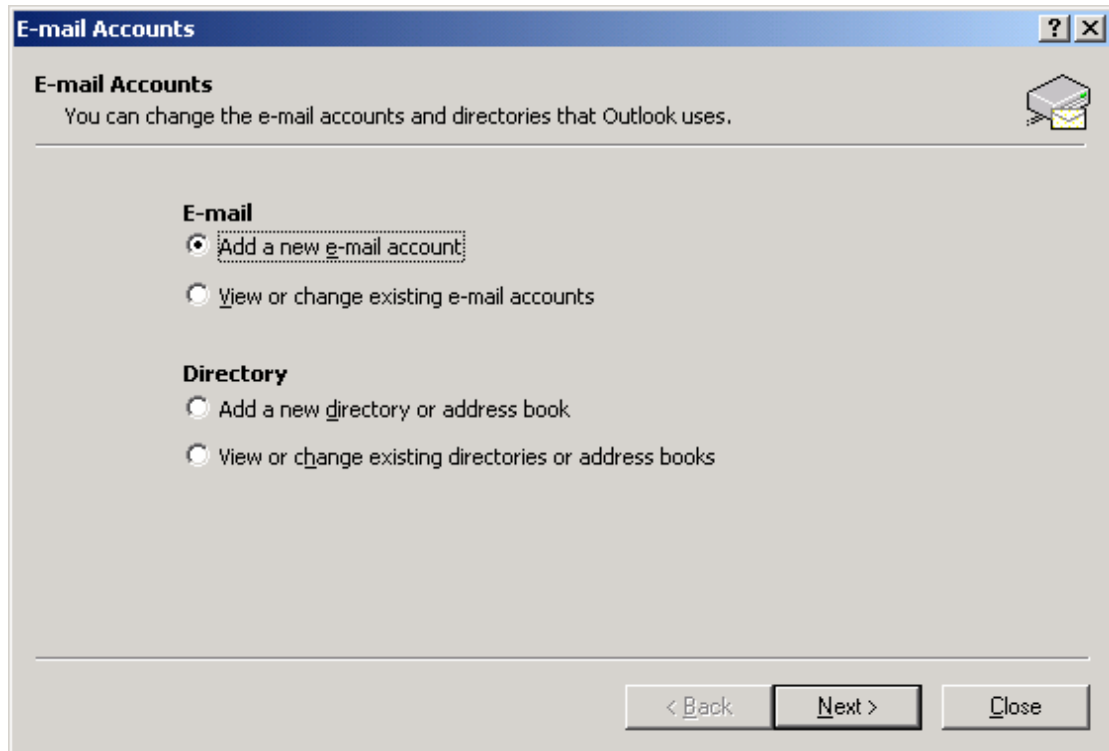 E-mail Accounts
E-mail Accounts
You can change the e-mail accounts and directories that Outlook uses.
E-mail
Add a new e-mail account
View or change existing e-mail accounts
Directory
Add a new directory or address book
View or change existing directories or address books
< Back Next > Close